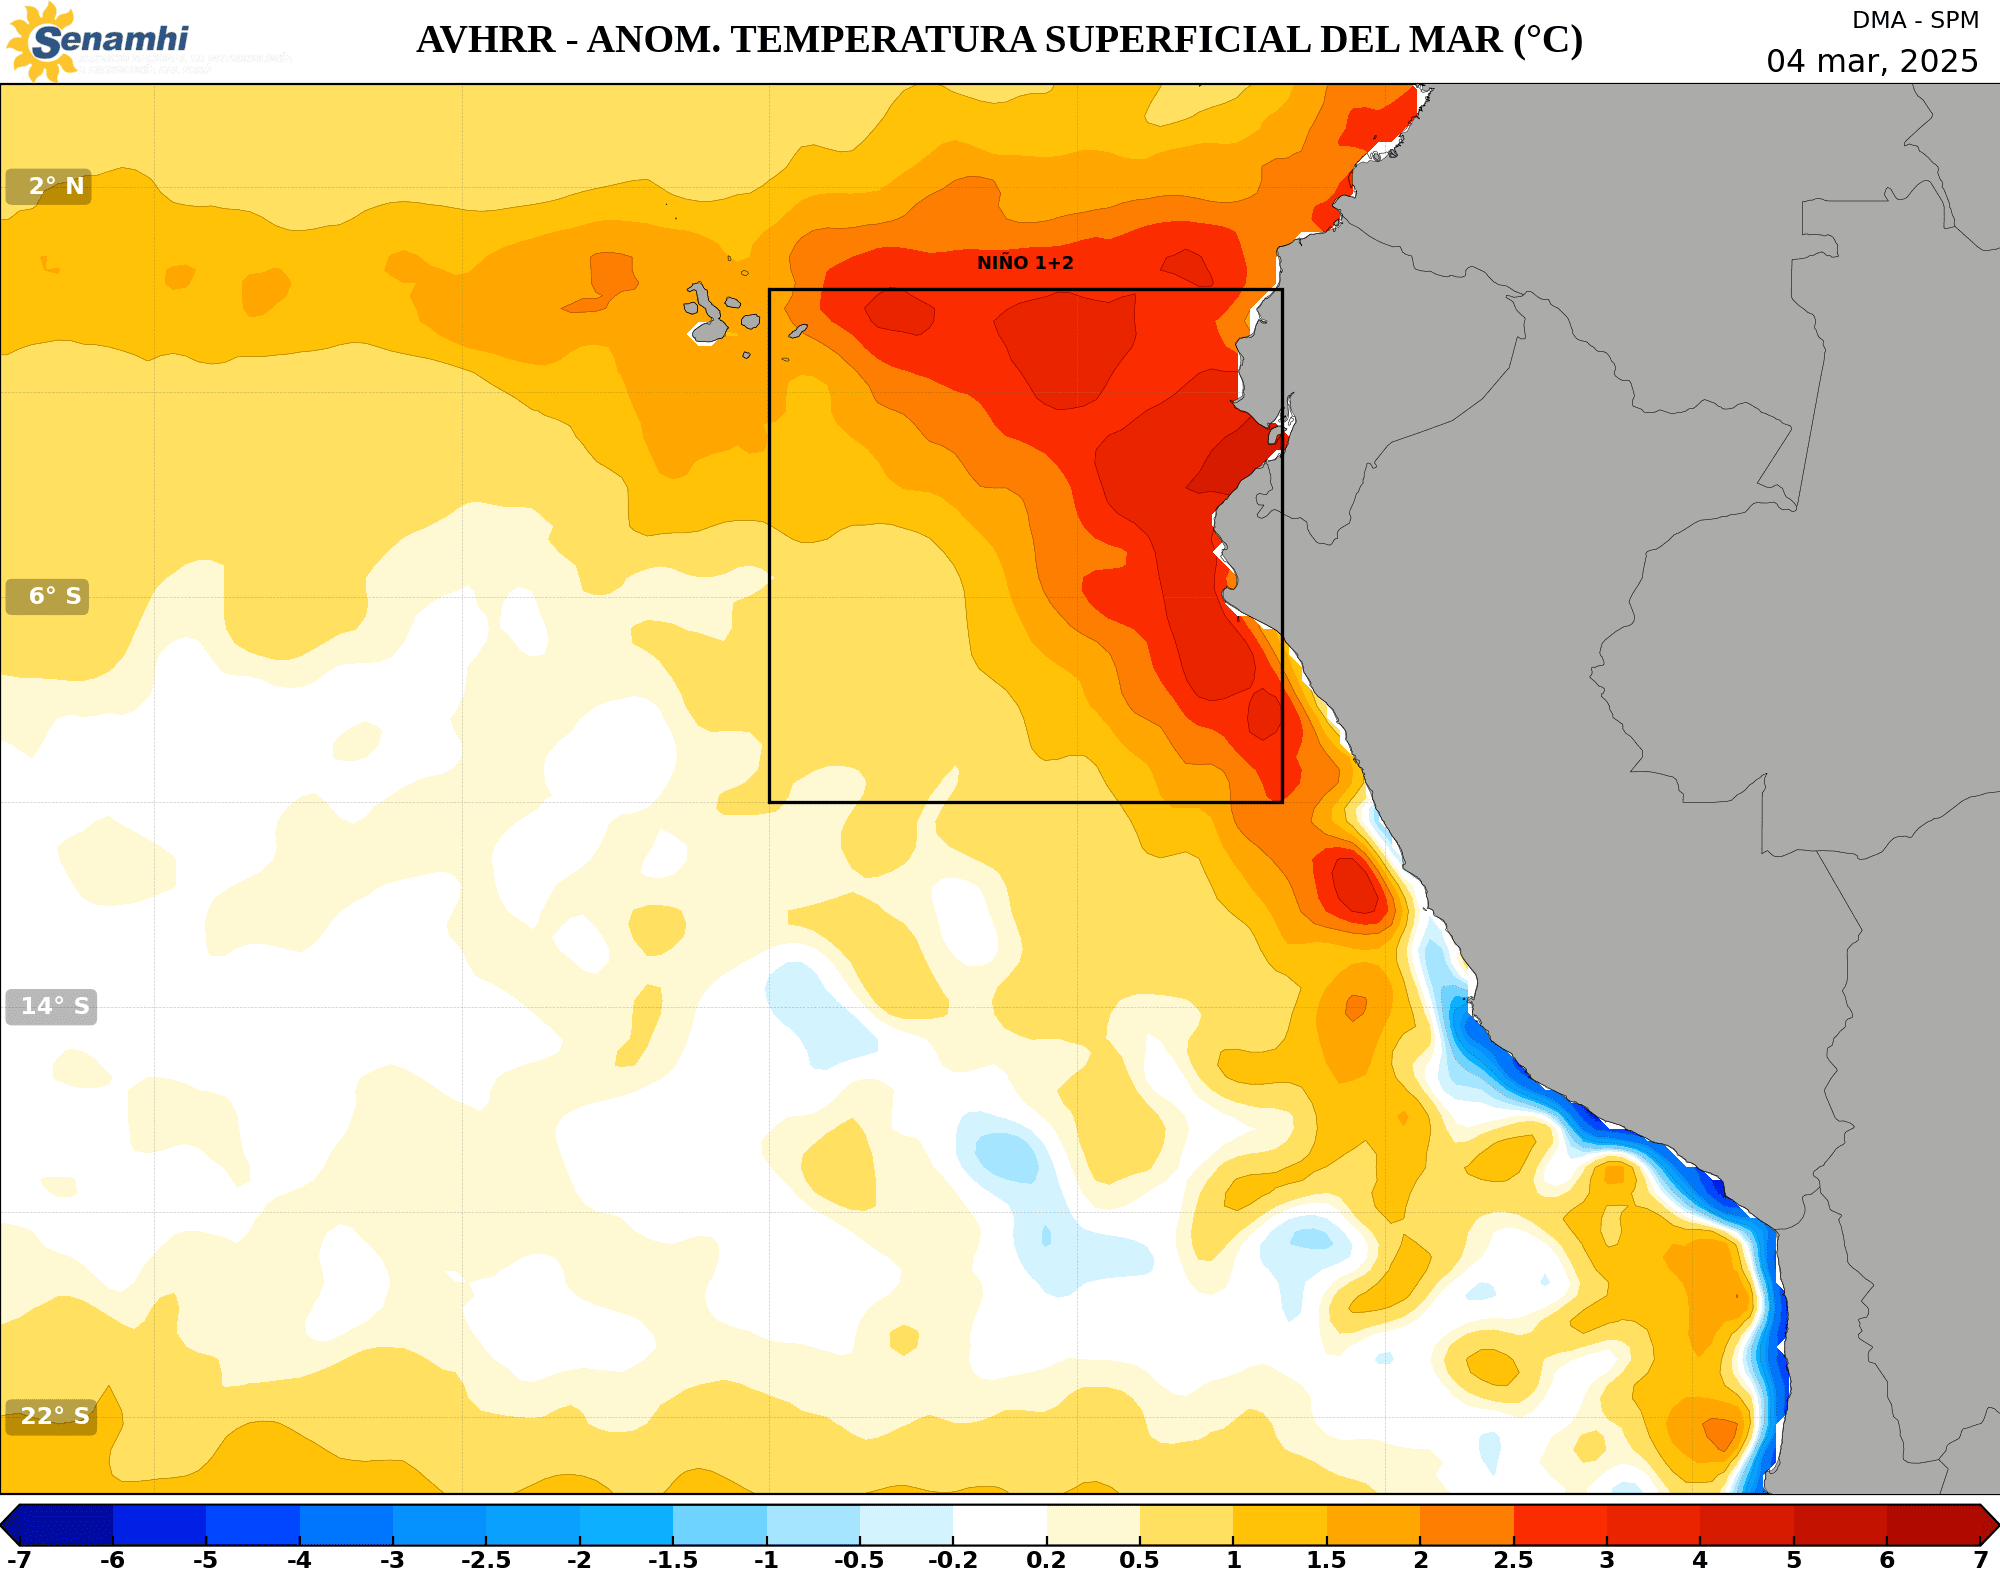 Senamhi
AVHRR - ANOM. TEMPERATURA SUPERFICIAL DEL MAR (°C)
DMA - SPM
04 mar, 2025
2° N
NIÑO 1+2
6° S
14° S
22° S
-7 -6 -5 -4 -3 -2.5 -2 -1.5 -1 -0.5 -0.2 0.2 0.5 1 1.5 2 2.5 3 4 5 6 7